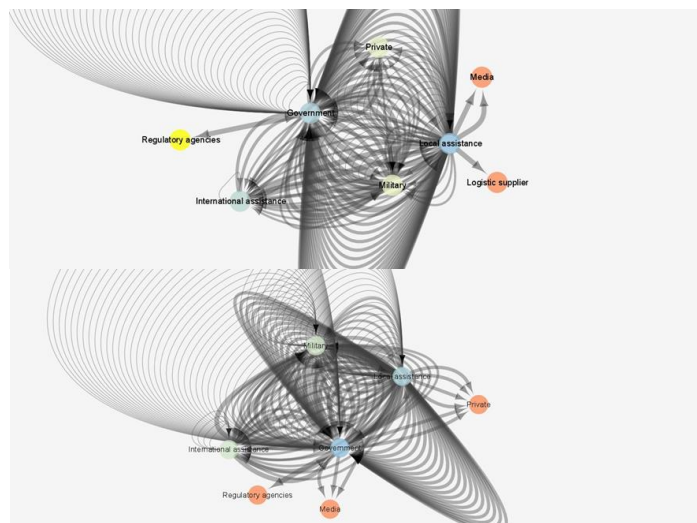 Private
Media
Government
Regulatory agencies
Local assistance
Military
Logistic supplier
International assistance
Military
Local assistance
Private
International assistance
Government
Regulatory agencies
Media